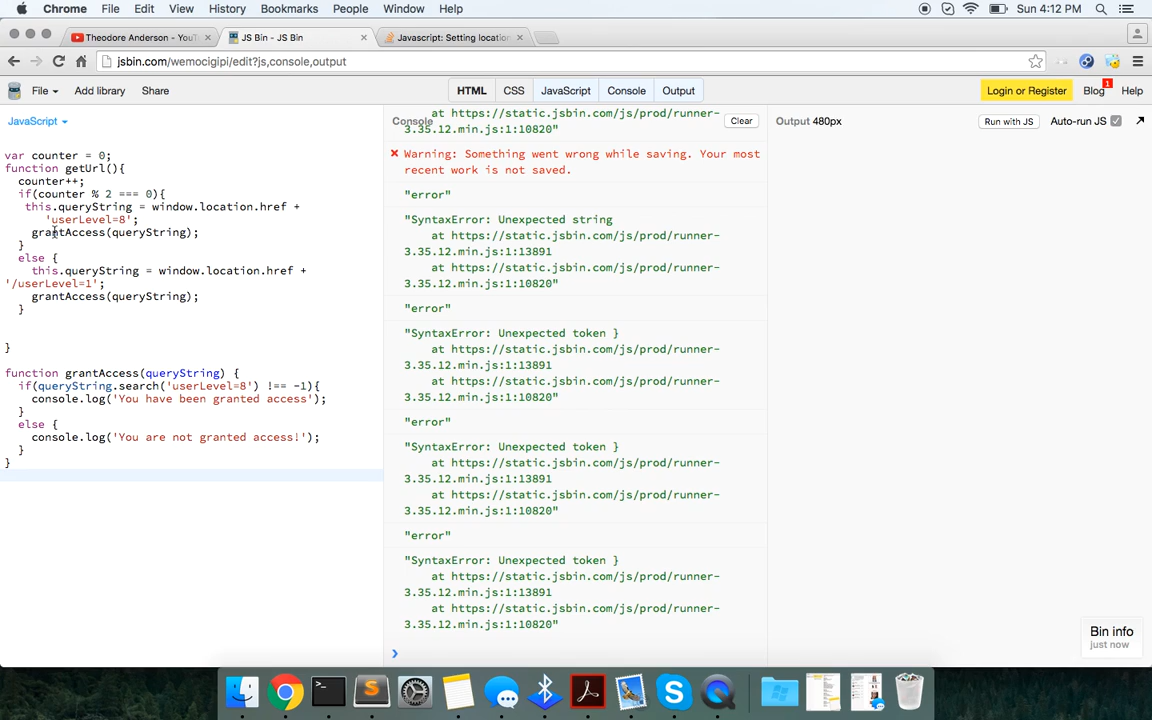 Chrome File Edit View History Bookmarks People Window Help Sun 4:12 PM
Theodore Anderson - You JS Bin - JS Bin Javascript: Setting locatio
jsbin.com/wemocigipi/edit?js,console,output
File Add library Share HTML CSS JavaScript Console Output Login or Register Blog 1 Help
JavaScript
var counter = 0;
function getUrl(){
counter++;
if(counter % 2 === 0){
this.queryString = window.location.href +
'userLevel=8';
grantAccess(queryString);
}
else {
this.queryString = window.location.href +
'/userLevel=1';
grantAccess(queryString);
}
}
function grantAccess(queryString) {
if(queryString.search('userLevel=8') !== -1){
console.log('You have been granted access');
}
else {
console.log('You are not granted access!');
}
}
Console Clear
at https://static.jsbin.com/js/prod/runner-
3.35.12.min.js:1:10820"
Warning: Something went wrong while saving. Your most
recent work is not saved.
"error"
"SyntaxError: Unexpected string
at https://static.jsbin.com/js/prod/runner-
3.35.12.min.js:1:13891
at https://static.jsbin.com/js/prod/runner-
3.35.12.min.js:1:10820"
"error"
"SyntaxError: Unexpected token }
at https://static.jsbin.com/js/prod/runner-
3.35.12.min.js:1:13891
at https://static.jsbin.com/js/prod/runner-
3.35.12.min.js:1:10820"
"error"
"SyntaxError: Unexpected token }
at https://static.jsbin.com/js/prod/runner-
3.35.12.min.js:1:13891
at https://static.jsbin.com/js/prod/runner-
3.35.12.min.js:1:10820"
"error"
"SyntaxError: Unexpected token }
at https://static.jsbin.com/js/prod/runner-
3.35.12.min.js:1:13891
at https://static.jsbin.com/js/prod/runner-
3.35.12.min.js:1:10820"
Output 480px Run with JS Auto-run JS
Bin info
just now